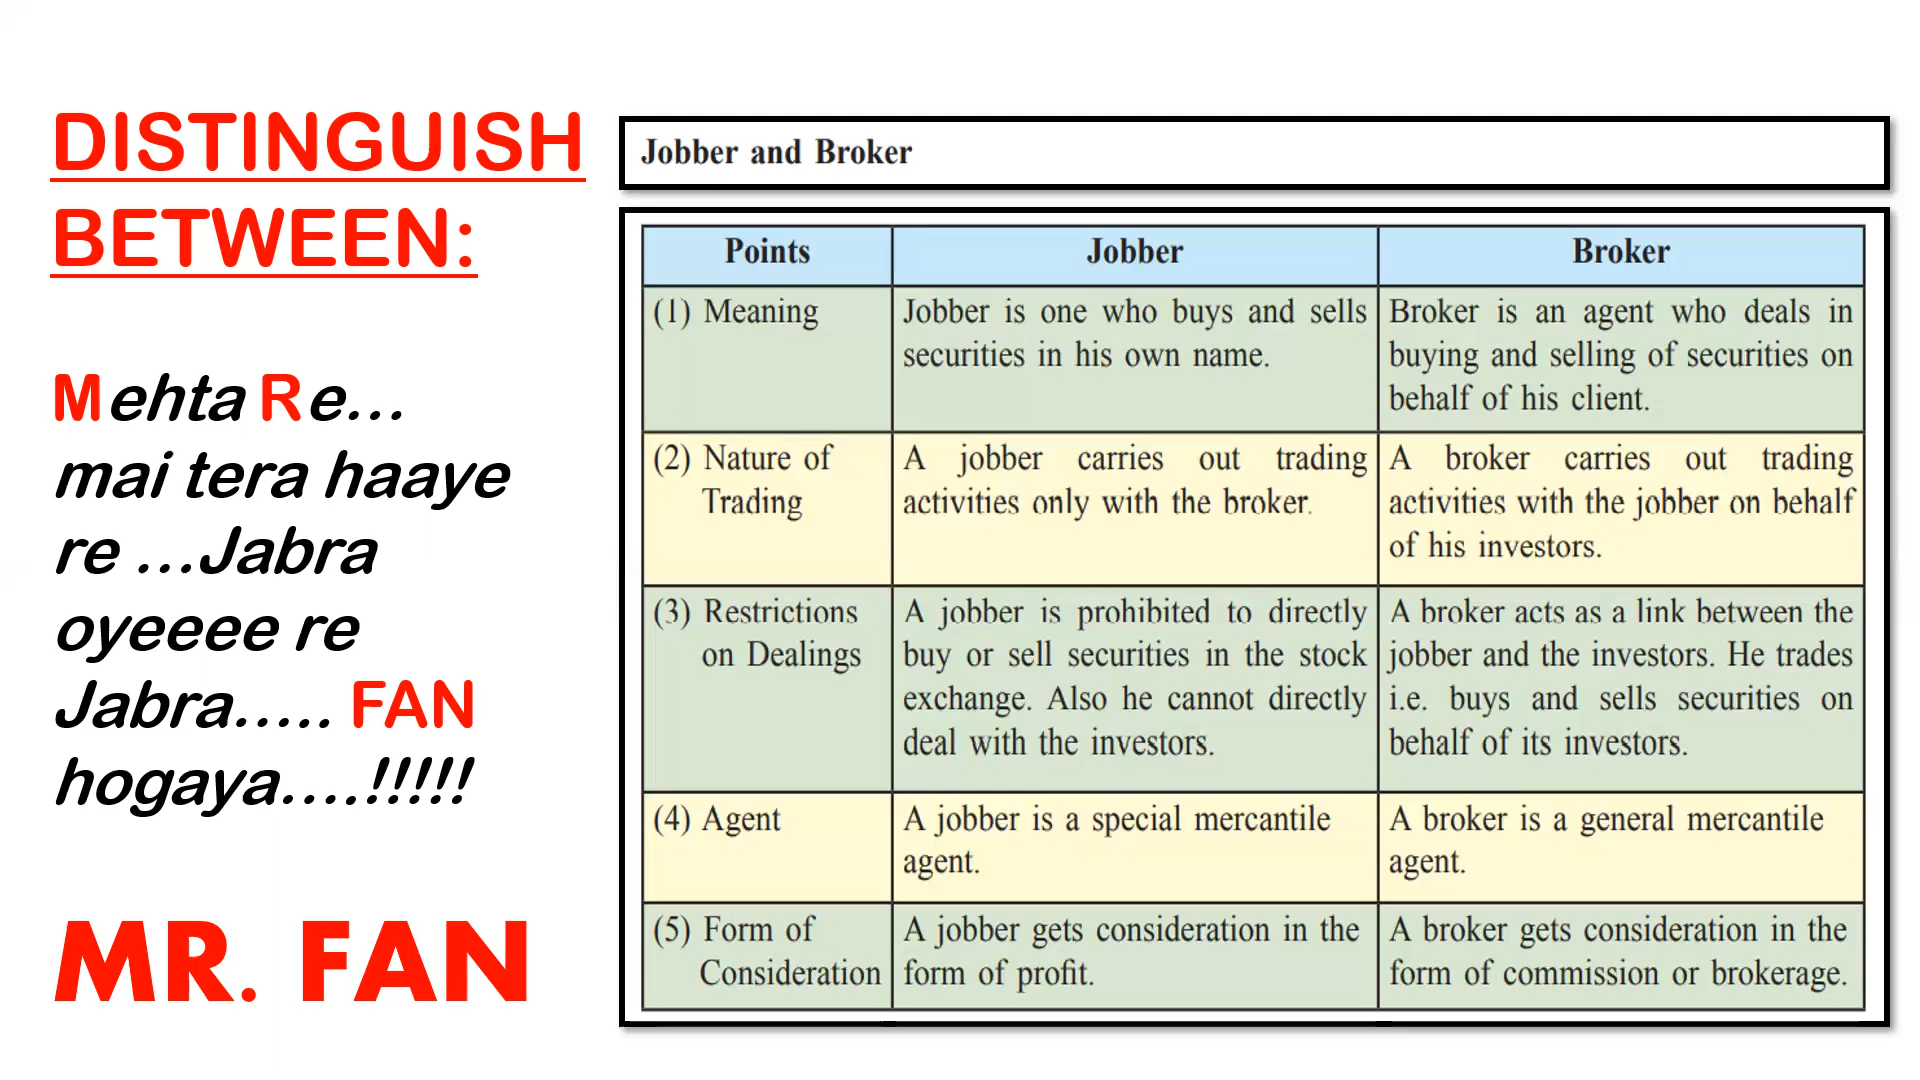 DISTINGUISH
BETWEEN:
Mehta Re...
mai tera haaye
re ...Jabra
oyeeee re
Jabra..... FAN
hogaya....!!!!!
MR. FAN
Jobber and Broker
Points Jobber Broker
(1) Meaning
Jobber is one who buys and sells
securities in his own name.
Broker is an agent who deals in
buying and selling of securities on
behalf of his client.
(2) Nature of
Trading
A jobber carries out trading
activities only with the broker.
A broker carries out trading
activities with the jobber on behalf
of his investors.
(3) Restrictions
on Dealings
A jobber is prohibited to directly
buy or sell securities in the stock
exchange. Also he cannot directly
deal with the investors.
A broker acts as a link between the
jobber and the investors. He trades
i.e. buys and sells securities on
behalf of its investors.
(4) Agent
A jobber is a special mercantile
agent.
A broker is a general mercantile
agent.
(5) Form of
Consideration
A jobber gets consideration in the
form of profit.
A broker gets consideration in the
form of commission or brokerage.